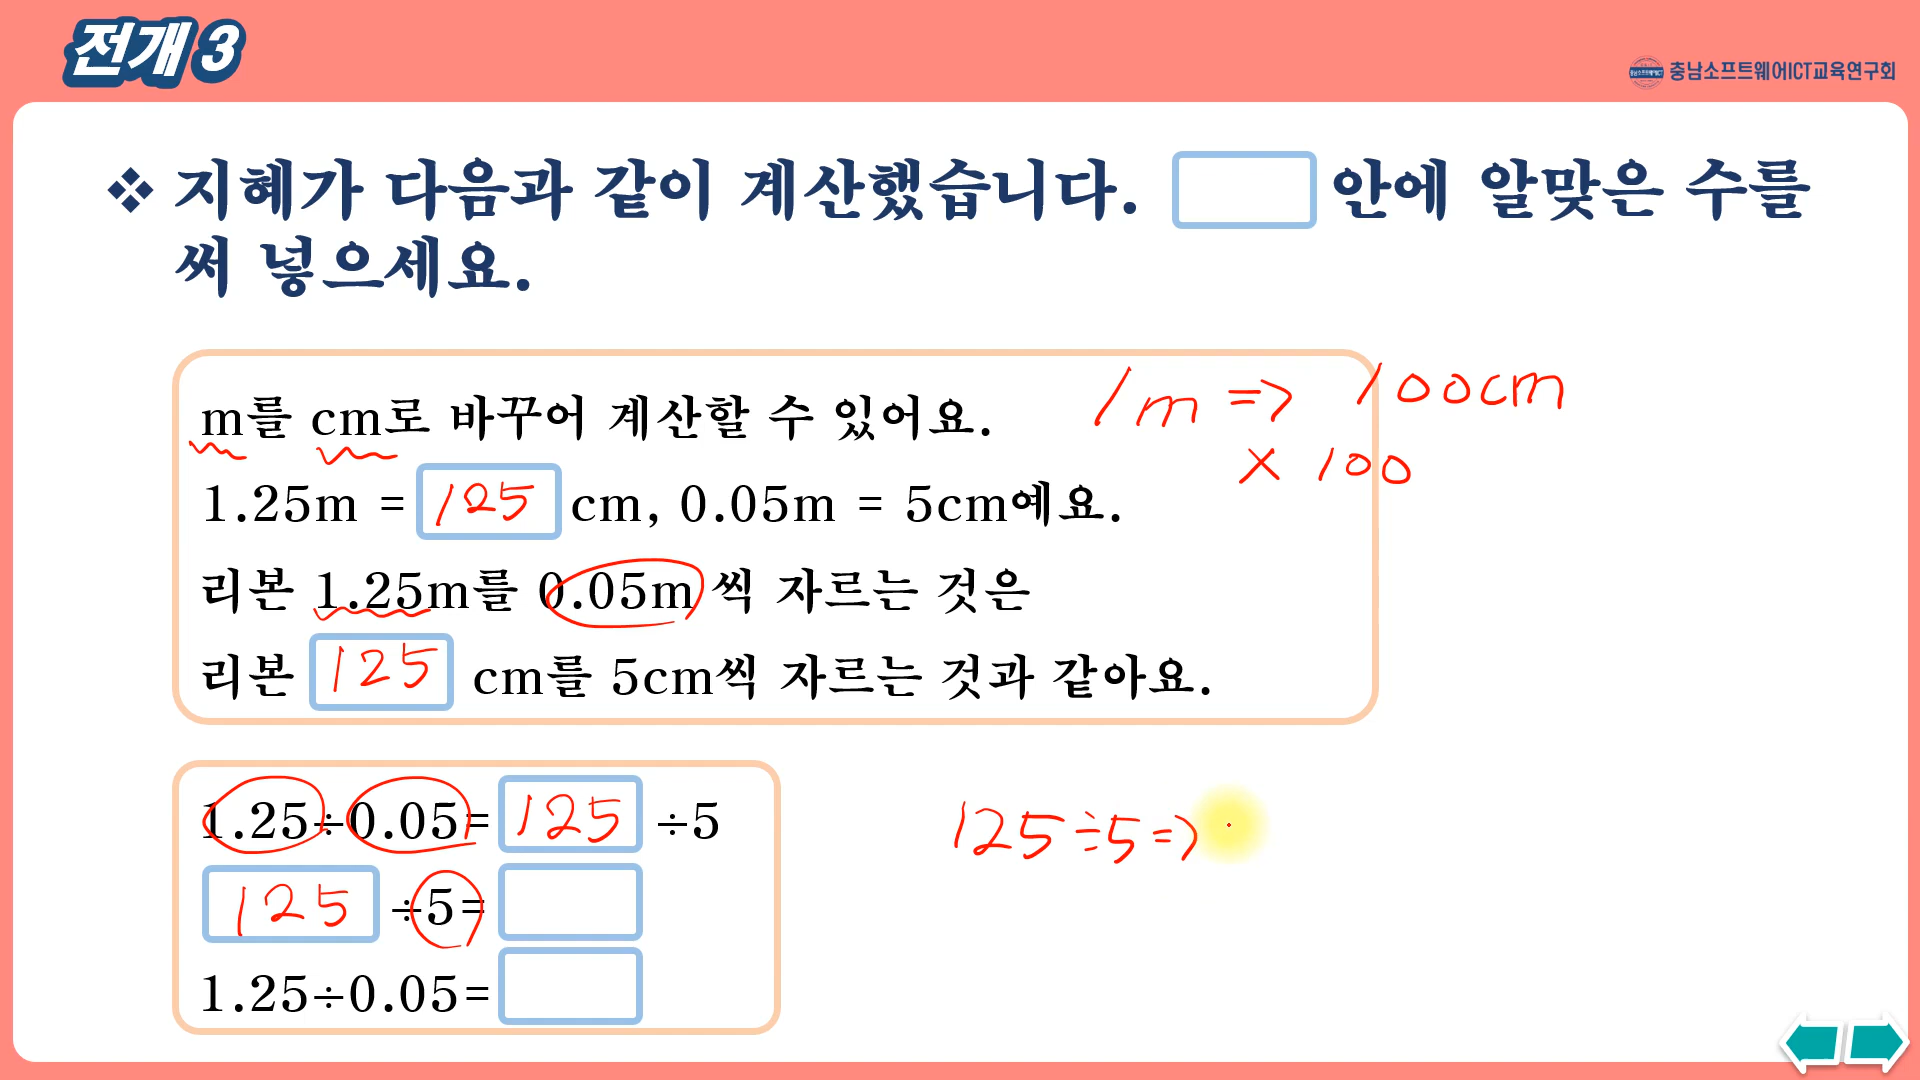 전개 3
충남소프트웨어ICT교육연구회
❖ 지혜가 다음과 같이 계산했습니다. □ 안에 알맞은 수를
써 넣으세요.
m를 cm로 바꾸어 계산할 수 있어요.
1m => 100cm
× 100
1.25m = 125 cm, 0.05m = 5cm예요.
리본 1.25m를 0.05m 씩 자르는 것은
리본 125 cm를 5cm씩 자르는 것과 같아요.
1.25÷0.05= 125 ÷5
125÷5=>
125 ÷5=
1.25÷0.05=